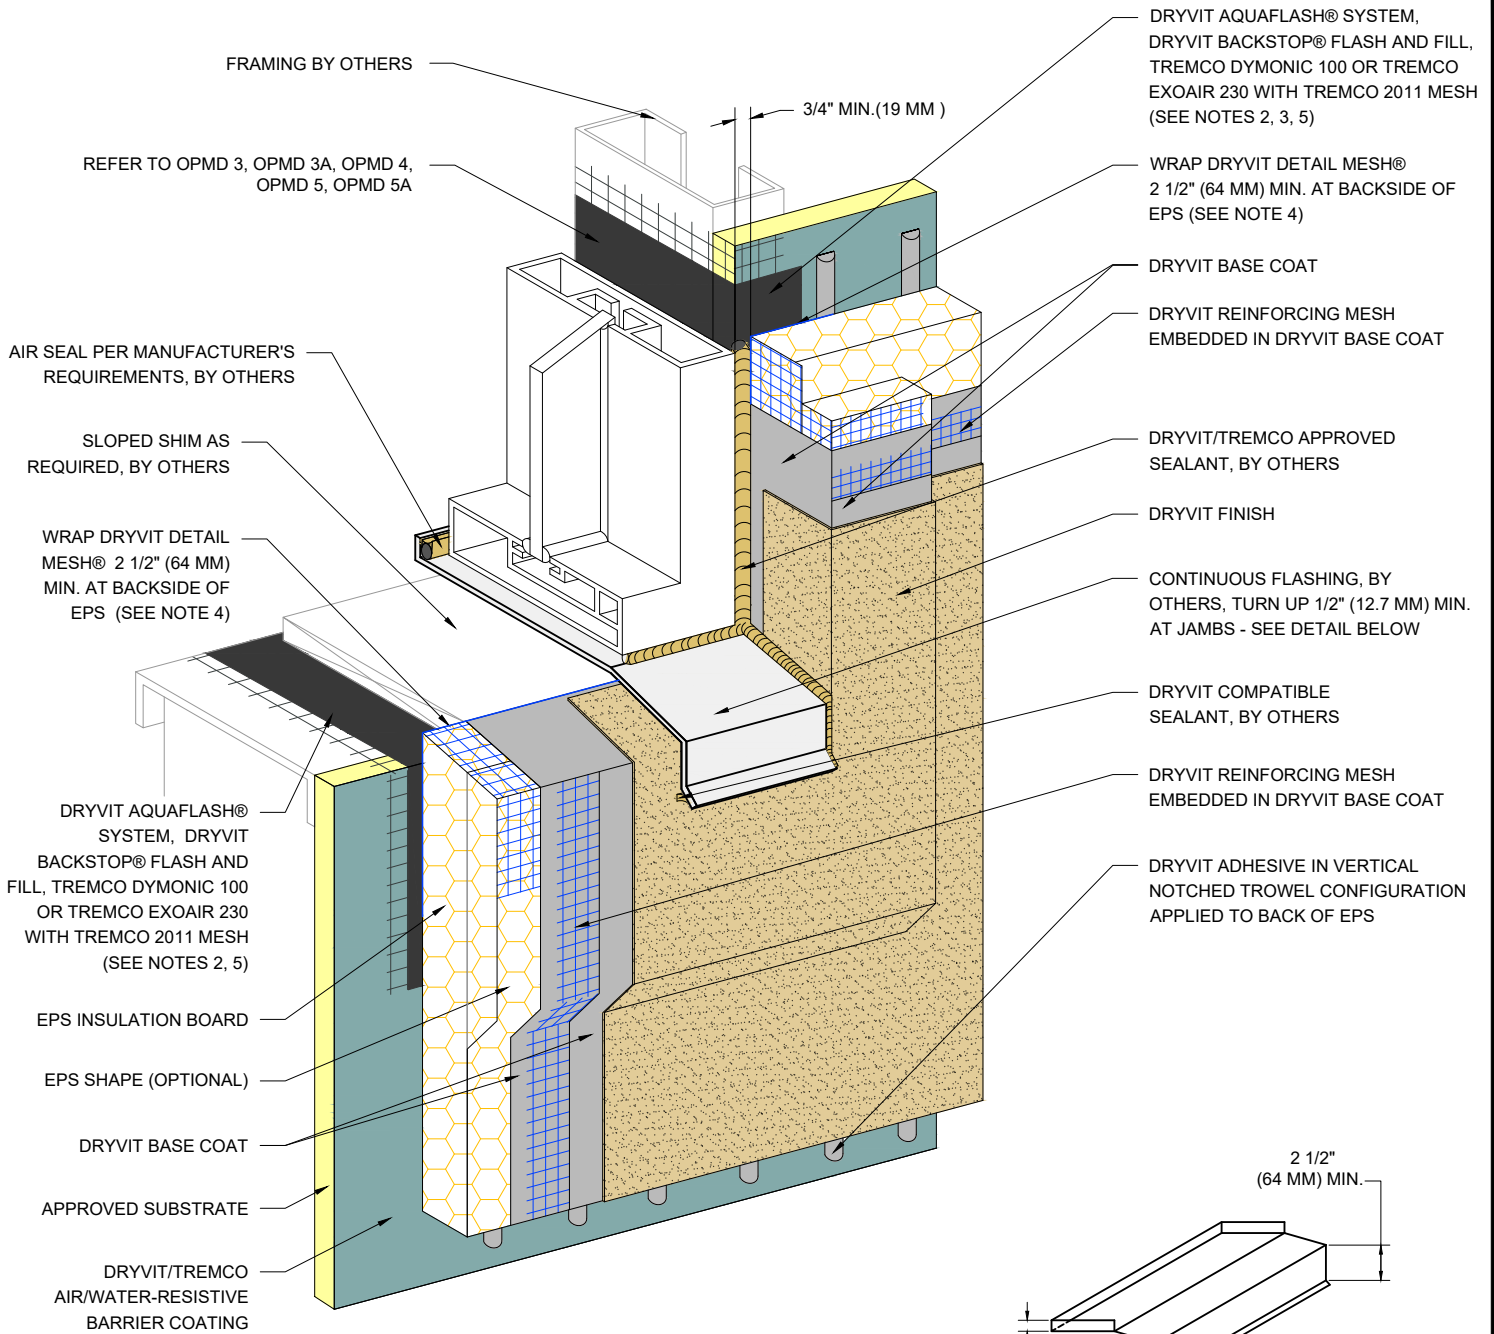 FRAMING BY OTHERS
REFER TO OPMD 3, OPMD 3A, OPMD 4,
OPMD 5, OPMD 5A
AIR SEAL PER MANUFACTURER'S
REQUIREMENTS, BY OTHERS
SLOPED SHIM AS
REQUIRED, BY OTHERS
WRAP DRYVIT DETAIL
MESH® 2 1/2" (64 MM)
MIN. AT BACKSIDE OF
EPS (SEE NOTE 4)
DRYVIT AQUAFLASH®
SYSTEM, DRYVIT
BACKSTOP® FLASH AND
FILL, TREMCO DYMONIC 100
OR TREMCO EXOAIR 230
WITH TREMCO 2011 MESH
(SEE NOTES 2, 5)
EPS INSULATION BOARD
EPS SHAPE (OPTIONAL)
DRYVIT BASE COAT
APPROVED SUBSTRATE
DRYVIT/TREMCO
AIR/WATER-RESISTIVE
BARRIER COATING
3/4" MIN.(19 MM )
DRYVIT AQUAFLASH® SYSTEM,
DRYVIT BACKSTOP® FLASH AND FILL,
TREMCO DYMONIC 100 OR TREMCO
EXOAIR 230 WITH TREMCO 2011 MESH
(SEE NOTES 2, 3, 5)
WRAP DRYVIT DETAIL MESH®
2 1/2" (64 MM) MIN. AT BACKSIDE OF
EPS (SEE NOTE 4)
DRYVIT BASE COAT
DRYVIT REINFORCING MESH
EMBEDDED IN DRYVIT BASE COAT
DRYVIT/TREMCO APPROVED
SEALANT, BY OTHERS
DRYVIT FINISH
CONTINUOUS FLASHING, BY
OTHERS, TURN UP 1/2" (12.7 MM) MIN.
AT JAMBS - SEE DETAIL BELOW
DRYVIT COMPATIBLE
SEALANT, BY OTHERS
DRYVIT REINFORCING MESH
EMBEDDED IN DRYVIT BASE COAT
DRYVIT ADHESIVE IN VERTICAL
NOTCHED TROWEL CONFIGURATION
APPLIED TO BACK OF EPS
2 1/2"
(64 MM) MIN.